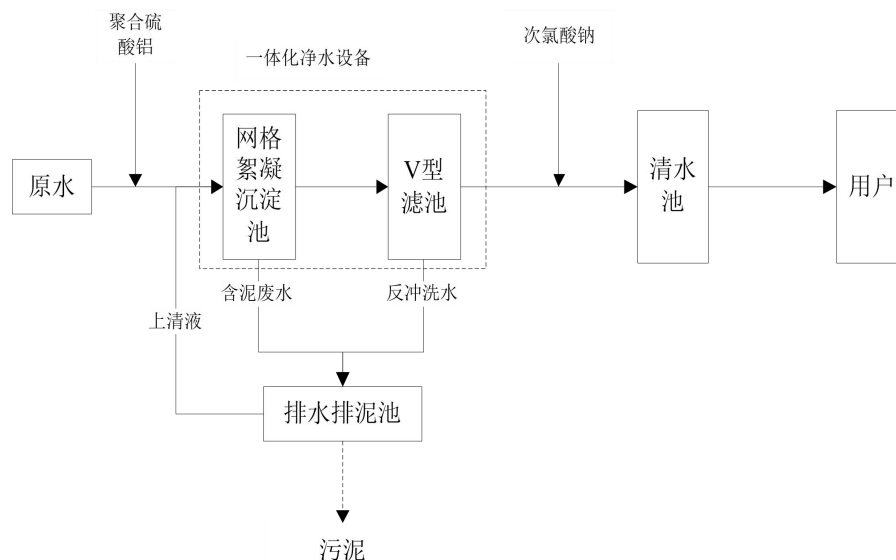 聚合硫
酸铝
一体化净水设备
次氯酸钠
原水
网格
絮凝
沉淀
池
V型
滤池
清水
池
用户
含泥废水
反冲洗水
上清液
排水排泥池
污泥